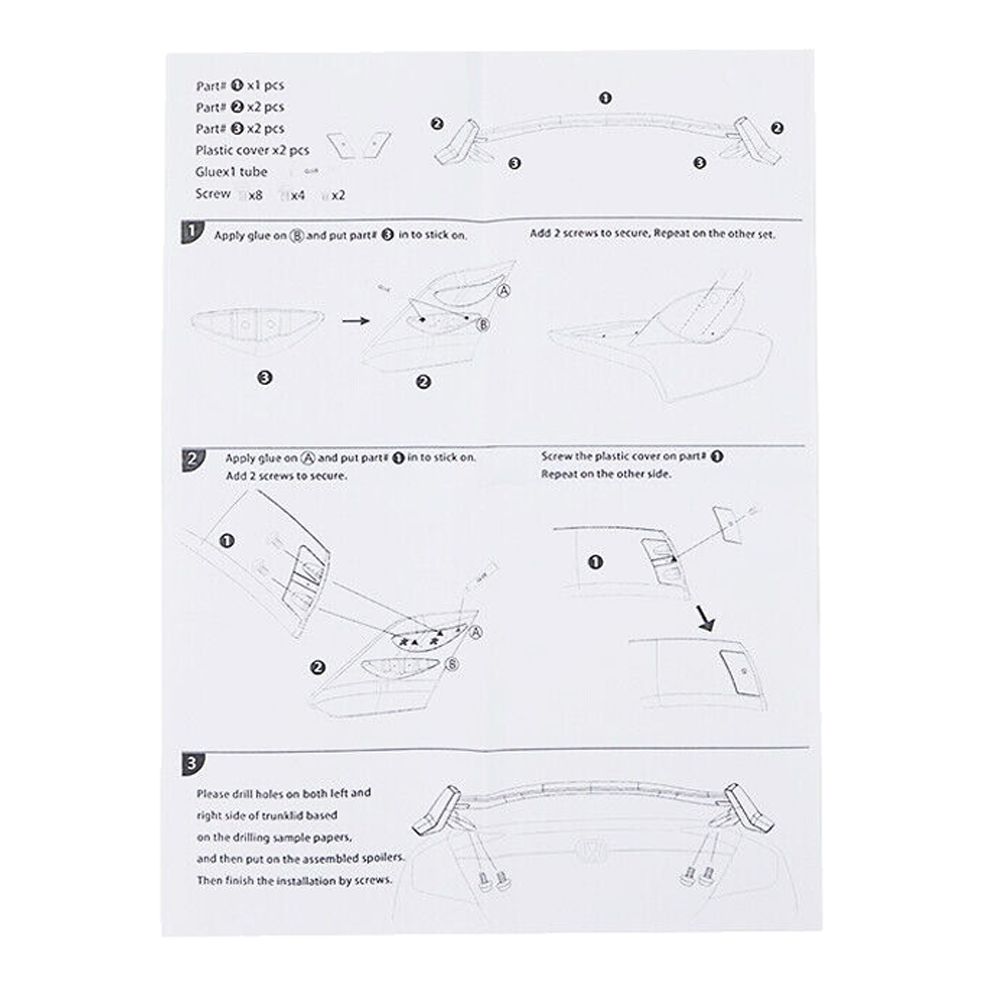 Part# ❶ x1 pcs
Part# ❷ x2 pcs
Part# ❸ x2 pcs
Plastic cover x2 pcs
Gluex1 tube
Screw x8 x4 x2
❶
❷
❷
❸
❸
1
Apply glue on Ⓑ and put part# ❸ in to stick on.
Add 2 screws to secure, Repeat on the other set.
Ⓐ
Ⓑ
❸
❷
2
Apply glue on Ⓐ and put part# ❶ in to stick on.
Add 2 screws to secure.
Screw the plastic cover on part# ❶
Repeat on the other side.
❶
❶
Ⓐ
Ⓑ
❷
3
Please drill holes on both left and
right side of trunklid based
on the drilling sample papers,
and then put on the assembled spoilers.
Then finish the installation by screws.